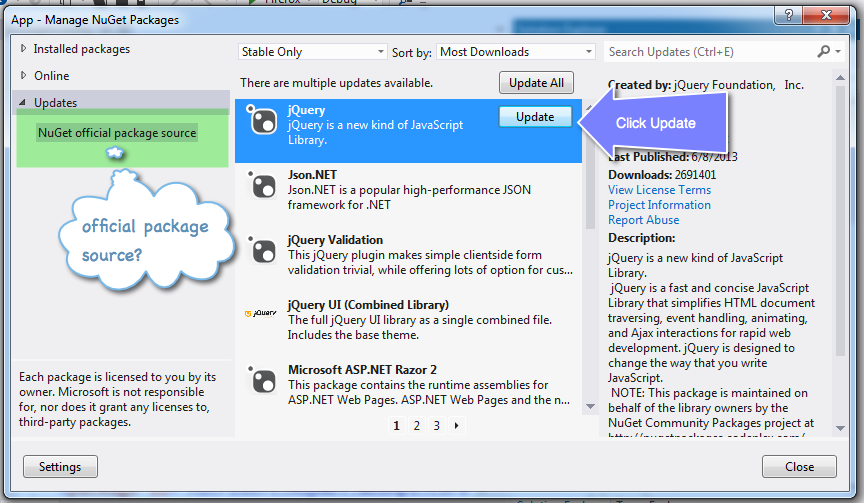 App - Manage NuGet Packages
Installed packages
Online
Updates
NuGet official package source
official package
source?
Each package is licensed to you by its
owner. Microsoft is not responsible
for, nor does it grant any licenses to,
third-party packages.
Settings
Stable Only
Sort by: Most Downloads
There are multiple updates available.
Update All
jQuery
jQuery is a new kind of JavaScript
Library.
Update
Click Update
Json.NET
Json.NET is a popular high-performance JSON
framework for .NET
jQuery Validation
This jQuery plugin makes simple clientside form
validation trivial, while offering lots of option for cus...
jQuery
jQuery UI (Combined Library)
The full jQuery UI library as a single combined file.
Includes the base theme.
Microsoft ASP.NET Razor 2
This package contains the runtime assemblies for
ASP.NET Web Pages. ASP.NET Web Pages and the n...
1 2 3
Search Updates (Ctrl+E)
Created by: jQuery Foundation, Inc.
Last Published: 6/8/2013
Downloads: 2691401
View License Terms
Project Information
Report Abuse
Description:
jQuery is a new kind of JavaScript
Library.
jQuery is a fast and concise JavaScript
Library that simplifies HTML document
traversing, event handling, animating,
and Ajax interactions for rapid web
development. jQuery is designed to
change the way that you write
JavaScript.
NOTE: This package is maintained on
behalf of the library owners by the
NuGet Community Packages project at
Close